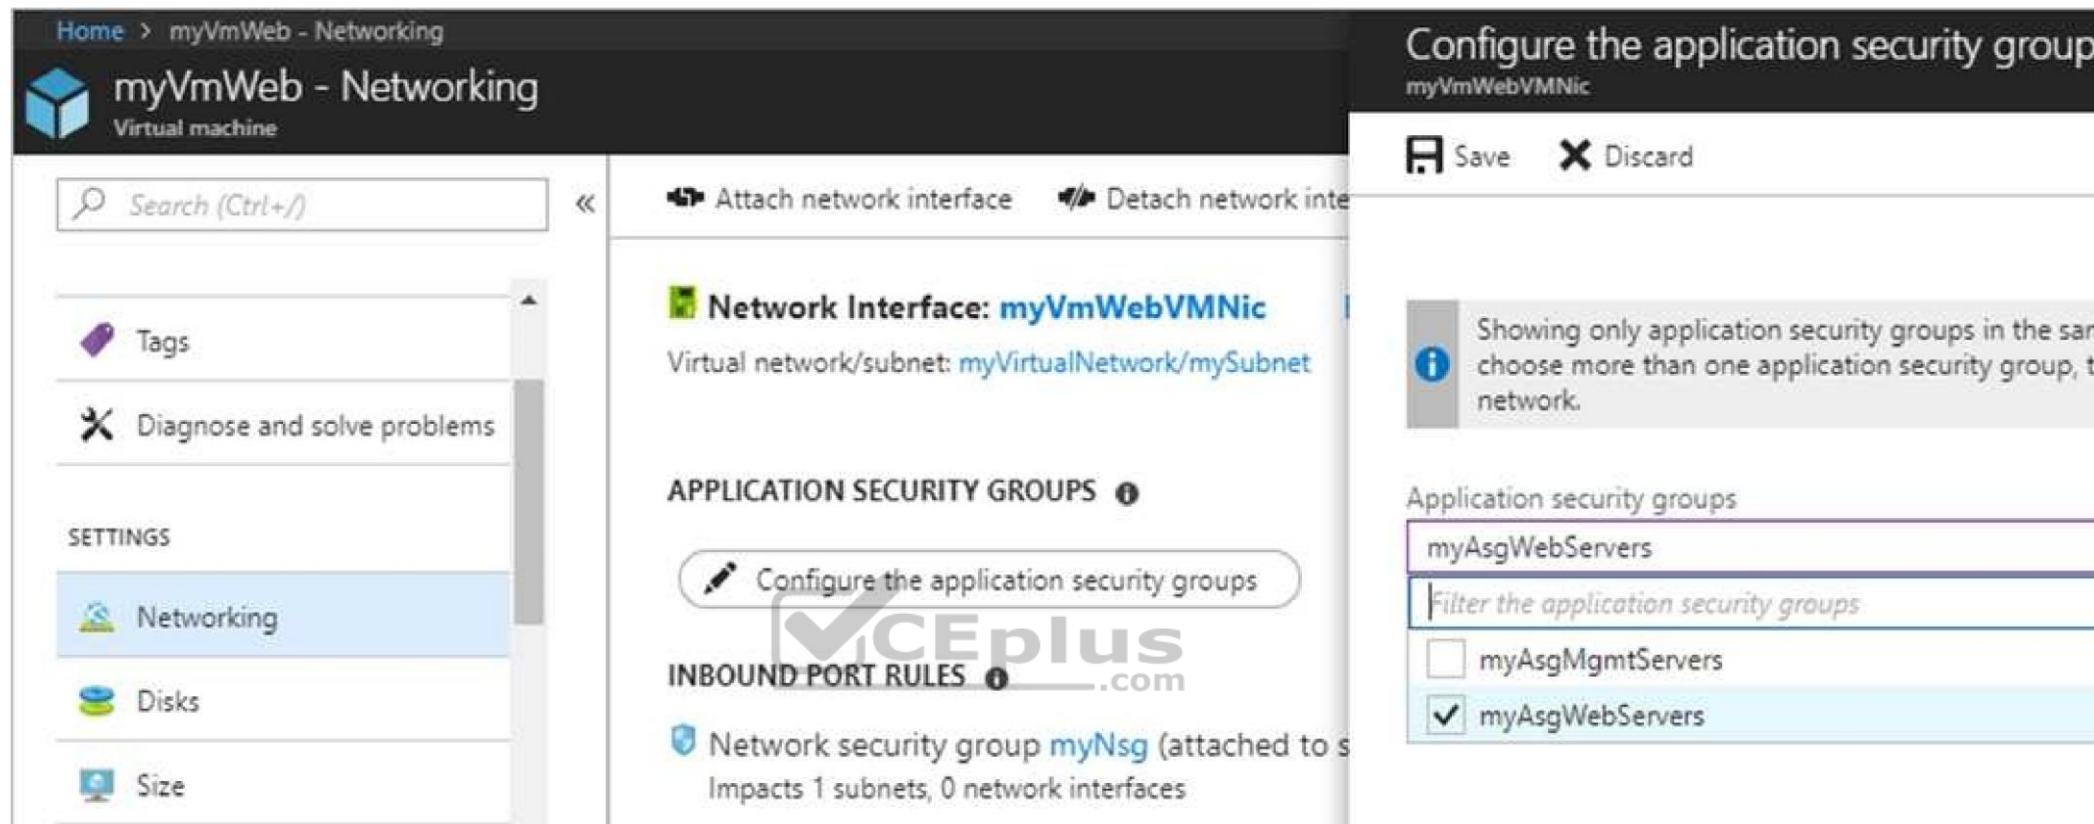 Home > myVmWeb - Networking
myVmWeb - Networking
Virtual machine
Search (Ctrl+/)
«
Tags
Diagnose and solve problems
SETTINGS
Networking
Disks
Size
Attach network interface Detach network inte
Network Interface: myVmWebVMNic
Virtual network/subnet: myVirtualNetwork/mySubnet
APPLICATION SECURITY GROUPS
Configure the application security groups
INBOUND PORT RULES
Network security group myNsg (attached to s
Impacts 1 subnets, 0 network interfaces
VCEplus
.com
Configure the application security group
myVmWebVMNic
Save Discard
Showing only application security groups in the sam
choose more than one application security group, t
network.
Application security groups
myAsgWebServers
Filter the application security groups
myAsgMgmtServers
myAsgWebServers